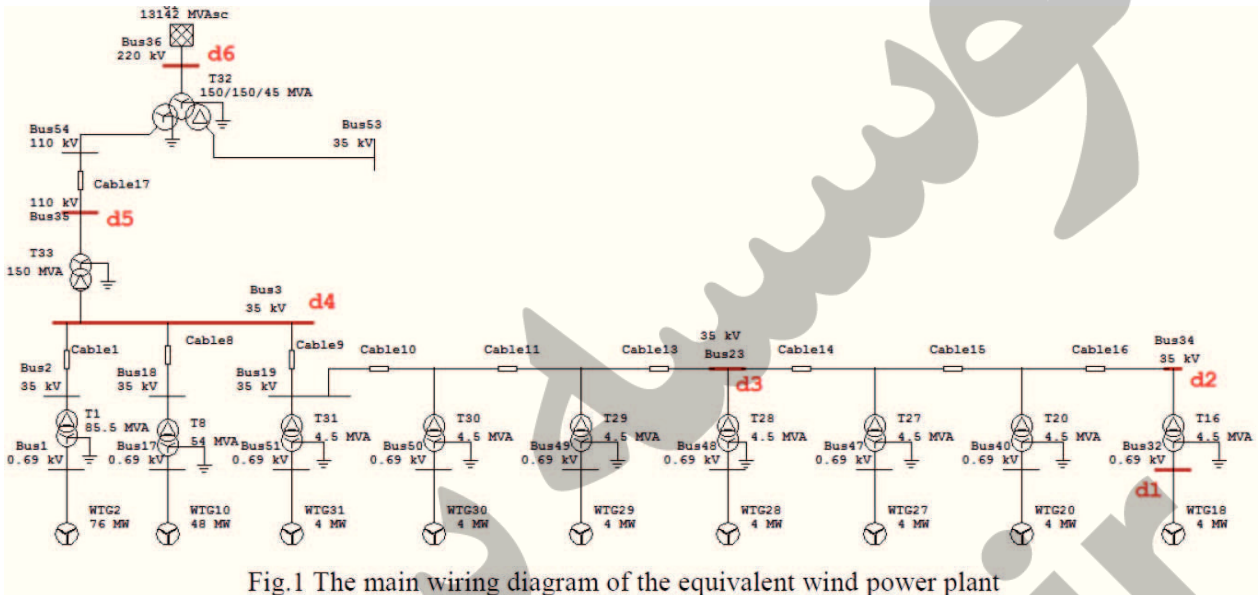 13142 MVAsc
Bus36
220 kV
d6
T32
150/150/45 MVA
Bus54
110 kV
Bus53
35 kV
Cable17
110 kV
Bus35
d5
T33
150 MVA
Bus3
35 kV
d4
Cable1
Cable8
Cable9
Cable10
Cable11
Cable13
35 kV
Bus23
d3
Cable14
Cable15
Cable16
Bus34
35 kV
d2
Bus2
35 kV
Bus18
35 kV
Bus19
35 kV
T1
85.5 MVA
T8
54 MVA
T31
4.5 MVA
T30
4.5 MVA
T29
4.5 MVA
T28
4.5 MVA
T27
4.5 MVA
T20
4.5 MVA
T16
4.5 MVA
Bus1
0.69 kV
Bus17
0.69 kV
Bus51
0.69 kV
Bus50
0.69 kV
Bus49
0.69 kV
Bus48
0.69 kV
Bus47
0.69 kV
Bus40
0.69 kV
Bus32
0.69 kV
d1
WTG2
76 MW
WTG10
48 MW
WTG31
4 MW
WTG30
4 MW
WTG29
4 MW
WTG28
4 MW
WTG27
4 MW
WTG20
4 MW
WTG18
4 MW
Fig.1 The main wiring diagram of the equivalent wind power plant